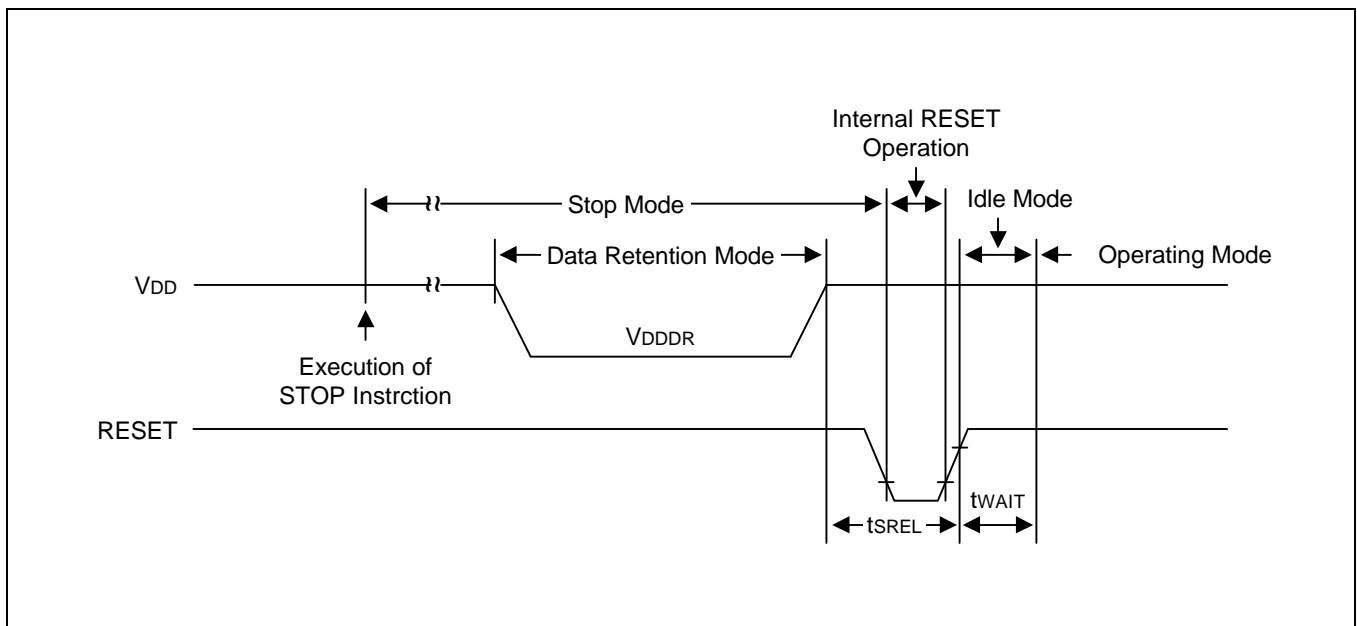 Internal RESET
Operation
Stop Mode
Idle Mode
Data Retention Mode
Operating Mode
VDD
VDDDR
Execution of
STOP Instrction
RESET
tWAIT
tSREL